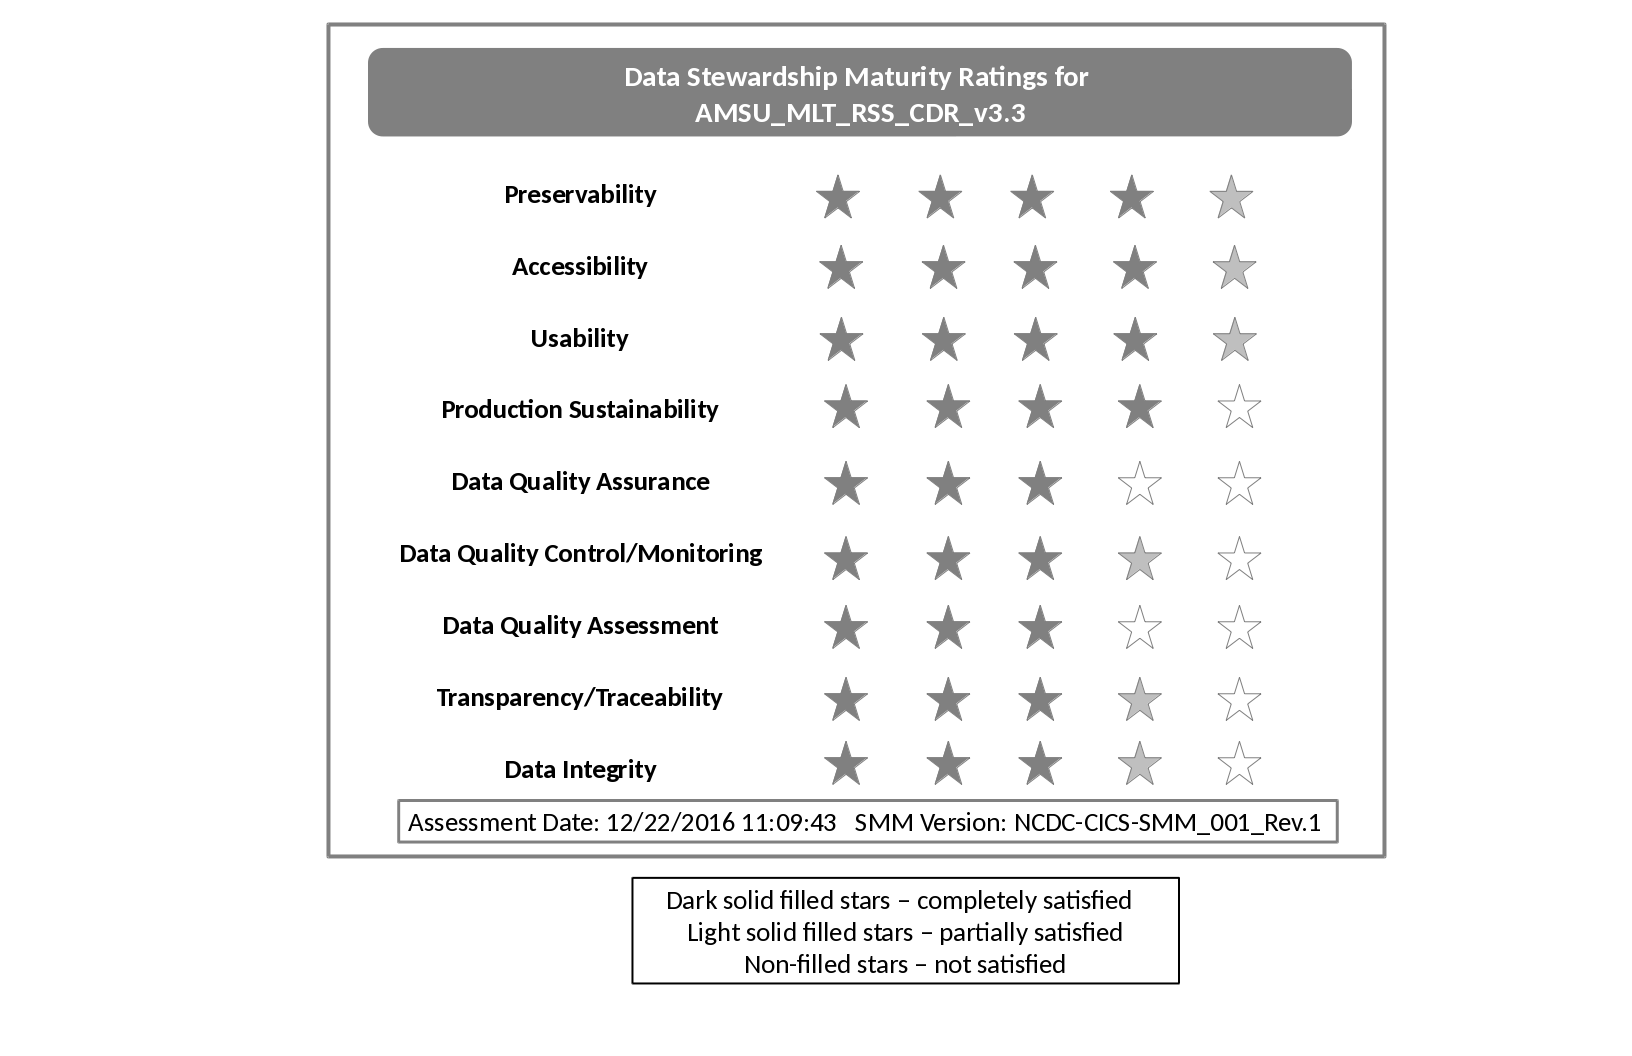 Data Stewardship Maturity Ratings for
AMSU_MLT_RSS_CDR_v3.3
Preservability
Accessibility
Usability
Production Sustainability
Data Quality Assurance
Data Quality Control/Monitoring
Data Quality Assessment
Transparency/Traceability
Data Integrity
Assessment Date: 12/22/2016 11:09:43 SMM Version: NCDC-CICS-SMM_001_Rev.1
Dark solid filled stars – completely satisfied
Light solid filled stars – partially satisfied
Non-filled stars – not satisfied